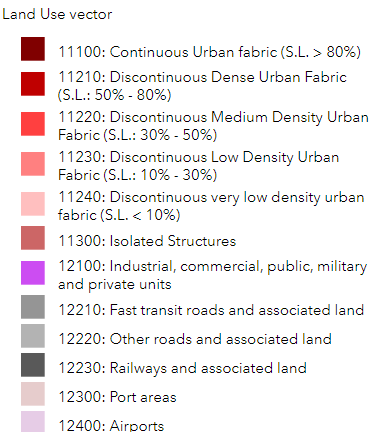 Land Use vector
11100: Continuous Urban fabric (S.L. > 80%)
11210: Discontinuous Dense Urban Fabric
(S.L.: 50% - 80%)
11220: Discontinuous Medium Density Urban
Fabric (S.L.: 30% - 50%)
11230: Discontinuous Low Density Urban
Fabric (S.L.: 10% - 30%)
11240: Discontinuous very low density urban
fabric (S.L. < 10%)
11300: Isolated Structures
12100: Industrial, commercial, public, military
and private units
12210: Fast transit roads and associated land
12220: Other roads and associated land
12230: Railways and associated land
12300: Port areas
12400: Airports